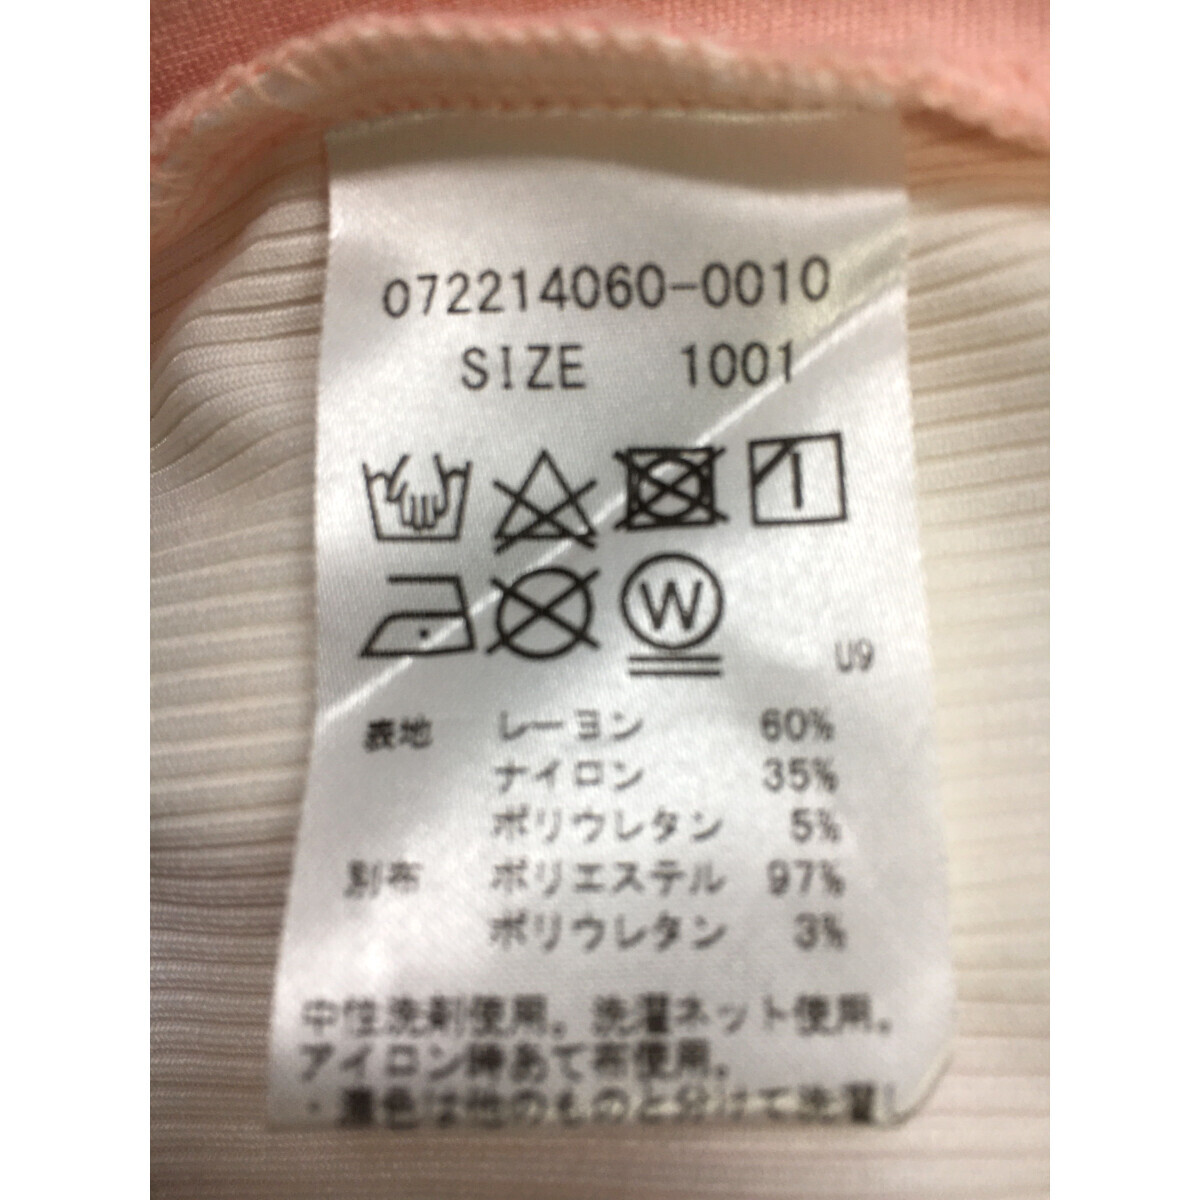 072214060-0010
SIZE 1001
W
U9
表地 レーヨン 60%
ナイロン 35%
ポリウレタン 5%
別布 ポリエステル 97%
ポリウレタン 3%
中性洗剤使用。洗濯ネット使用。
アイロン時あて布使用。
・濃色は他のものと分けて洗濯